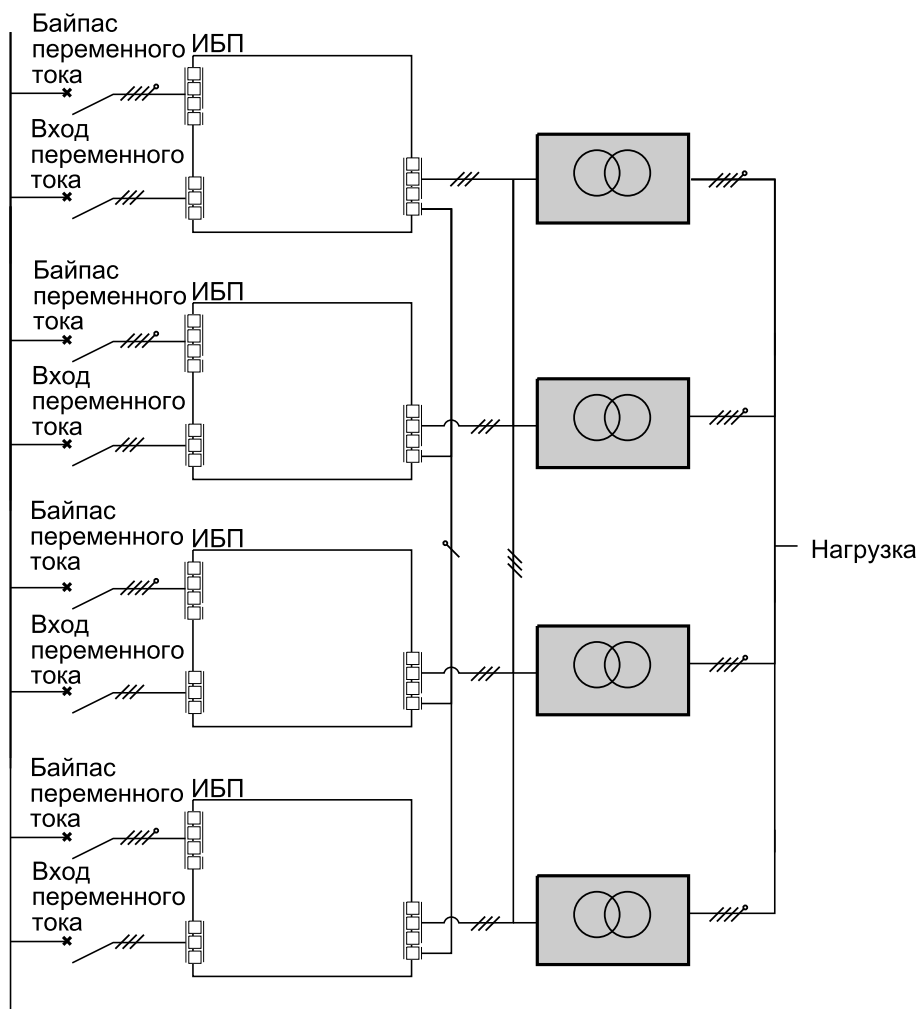 Байпас
переменного
тока
ИБП
Вход
переменного
тока
Байпас
переменного
тока
ИБП
Вход
переменного
тока
Нагрузка
Байпас
переменного
тока
ИБП
Вход
переменного
тока
Байпас
переменного
тока
ИБП
Вход
переменного
тока